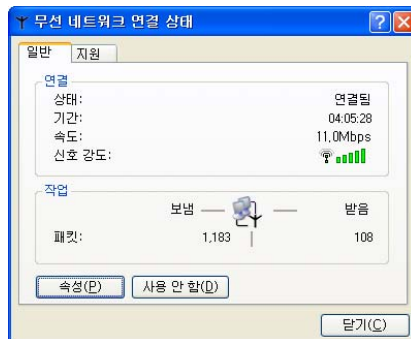 무선 네트워크 연결 상태
일반 지원
연결
상태: 연결됨
기간: 04:05:28
속도: 11,0Mbps
신호 강도:
작업
보냄 받음
패킷: 1,183 108
속성(P) 사용 안 함(D)
닫기(C)